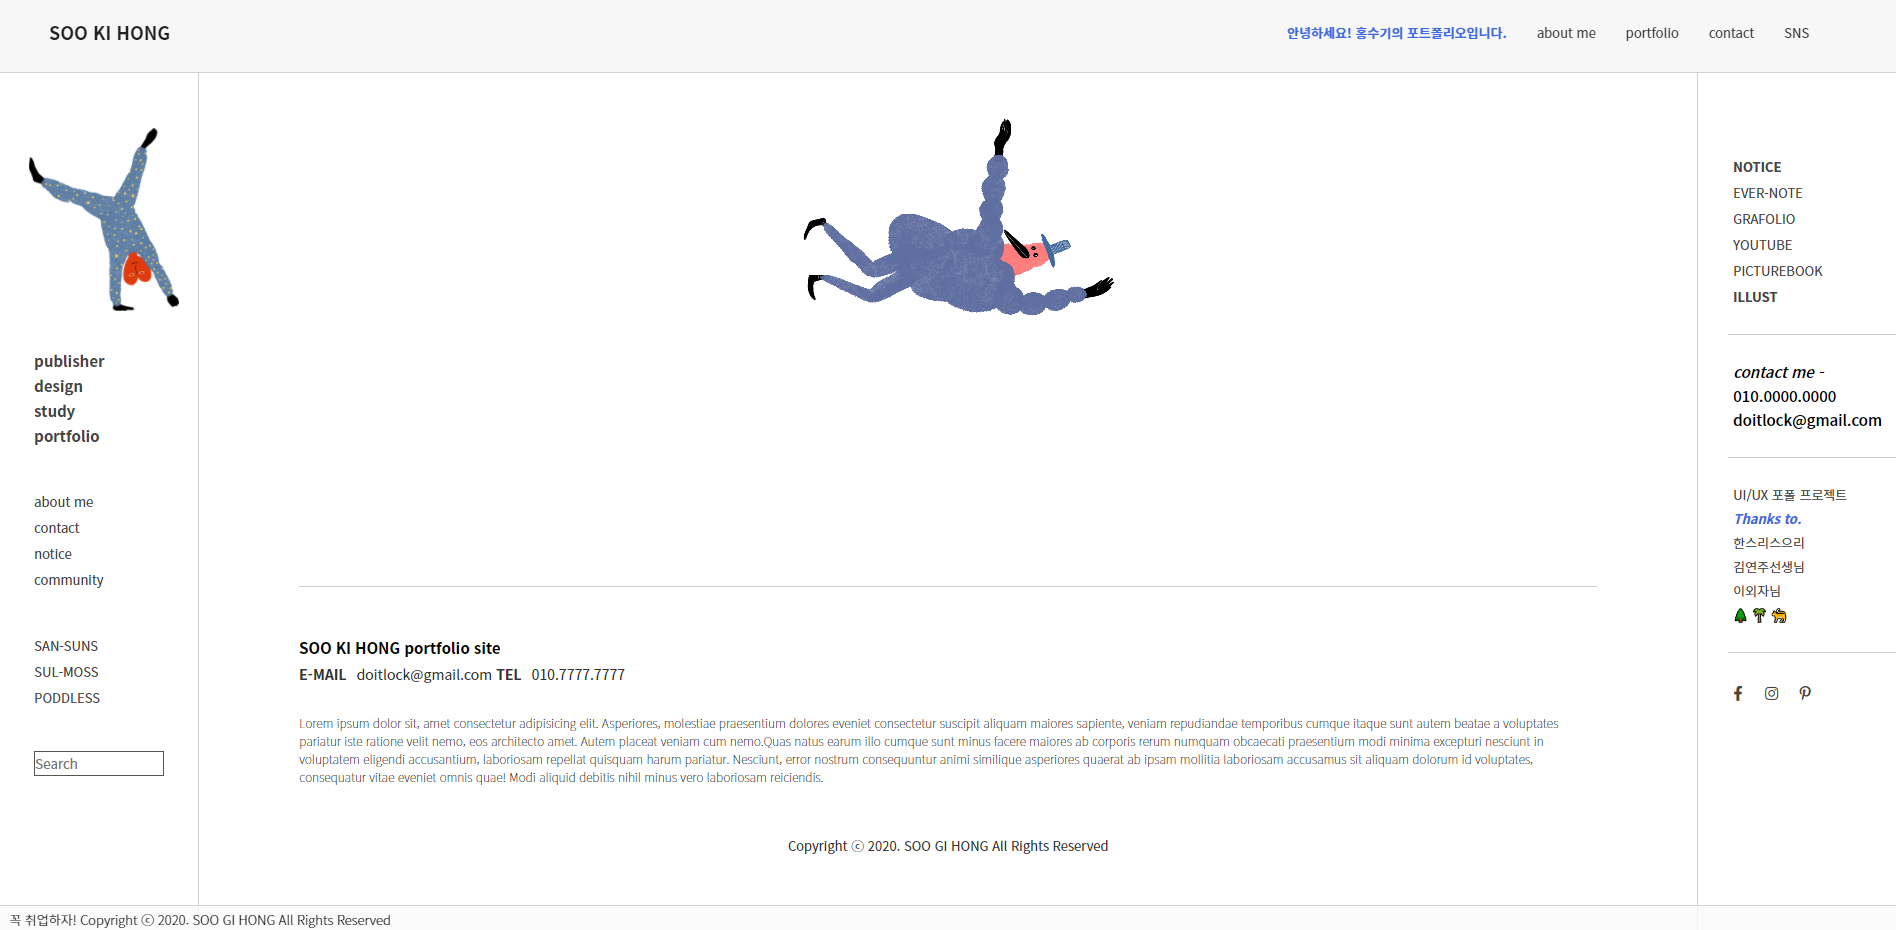 SOO KI HONG
안녕하세요! 홍수기의 포트폴리오입니다. about me portfolio contact SNS
publisher
design
study
portfolio
about me
contact
notice
community
SAN-SUNS
SUL-MOSS
PODDLESS
Search
SOO KI HONG portfolio site
E-MAIL doitlock@gmail.com TEL 010.7777.7777
Lorem ipsum dolor sit, amet consectetur adipisicing elit. Asperiores, molestiae praesentium dolores eveniet consectetur suscipit aliquam maiores sapiente, veniam repudiandae temporibus cumque itaque sunt autem beatae a voluptates
pariatur iste ratione velit nemo, eos architecto amet. Autem placeat veniam cum nemo.Quas natus earum illo cumque sunt minus facere maiores ab corporis rerum numquam obcaecati praesentium modi minima excepturi nesciunt in
voluptatem eligendi accusantium, laboriosam repellat quisquam harum pariatur. Nesciunt, error nostrum consequuntur animi similique asperiores quaerat ab ipsam mollitia laboriosam accusamus sit aliquam dolorum id voluptates,
consequatur vitae eveniet omnis quae! Modi aliquid debitis nihil minus vero laboriosam reiciendis.
Copyright ⓒ 2020. SOO GI HONG All Rights Reserved
NOTICE
EVER-NOTE
GRAFOLIO
YOUTUBE
PICTUREBOOK
ILLUST
contact me -
010.0000.0000
doitlock@gmail.com
UI/UX 포폴 프로젝트
Thanks to.
한스리스으리
김연주선생님
이외자님
꼭 취업하자! Copyright ⓒ 2020. SOO GI HONG All Rights Reserved